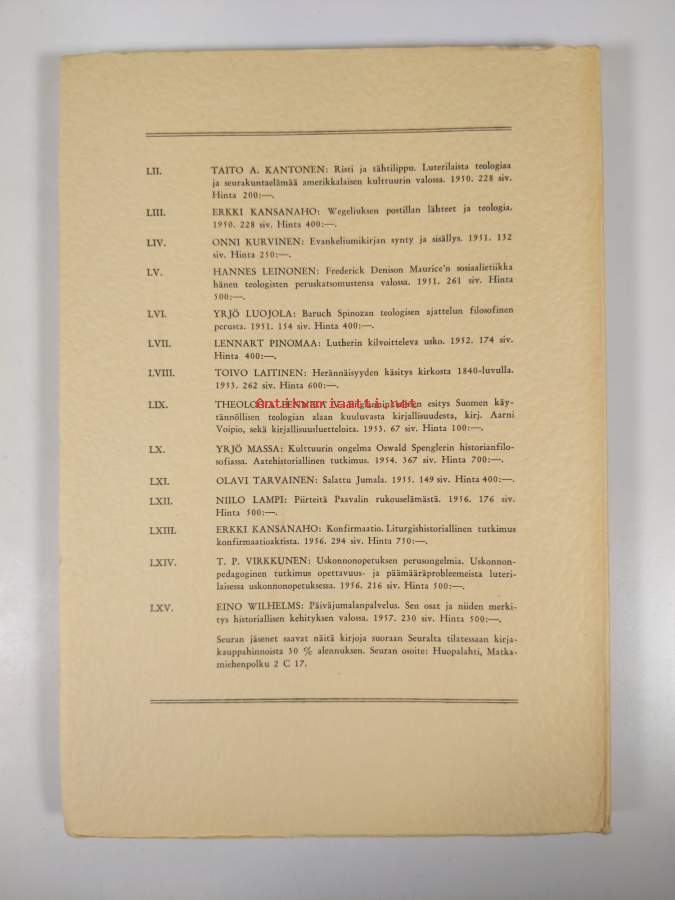 LII. TAITO A. KANTONEN: Risti ja tähtilippu. Luterilaista teologiaa
ja seurakuntaelämää amerikkalaisen kulttuurin valossa. 1950. 228 siv.
Hinta 200:—.
LIII. ERKKI KANSANAHO: Wegeliuksen postillan lähteet ja teologia.
1950. 228 siv. Hinta 400:—.
LIV. ONNI KURVINEN: Evankeliumikirjan synty ja sisällys. 1951. 132
siv. Hinta 250:—.
LV. HANNES LEINONEN: Frederick Denison Maurice'n sosiaalietiikka
hänen teologisten peruskatsomustensa valossa. 1951. 261 siv. Hinta
500:—.
LVI. YRJÖ LUOJOLA: Baruch Spinozan teologisen ajattelun filosofinen
perusta. 1951. 154 siv. Hinta 400:—.
LVII. LENNART PINOMAA: Lutherin kilvoitteleva usko. 1952. 174 siv.
Hinta 400:—.
LVIII. TOIVO LAITINEN: Herännäisyyden käsitys kirkosta 1840-luvulla.
1953. 262 siv. Hinta 600:—.
Antikvariaatti.net
LIX. THEOLOGIA FENNICA V. esitys Suomen käy-
tännöllisen teologian alaan kuuluvasta kirjallisuudesta, kirj. Aarni
Voipio, sekä kirjallisuusluetteloita. 1953. 67 siv. Hinta 100:—.
LX. YRJÖ MASSA: Kulttuurin ongelma Oswald Spenglerin historianfilo-
sofiassa. Aatehistoriallinen tutkimus. 1954. 367 siv. Hinta 700:—.
LXI. OLAVI TARVAINEN: Salattu Jumala. 1955. 149 siv. Hinta 400:—.
LXII. NIILO LAMPI: Piirteitä Paavalin rukouselämästä. 1956. 176 siv.
Hinta 500:—.
LXIII. ERKKI KANSANAHO: Konfirmaatio. Liturgishistoriallinen tutkimus
konfirmaatioaktista. 1956. 294 siv. Hinta 750:—.
LXIV. T. P. VIRKKUNEN: Uskonnonopetuksen perusongelmia. Uskonnon-
pedagoginen tutkimus opettavuus- ja päämääräprobleemeista luteri-
laisessa uskonnonopetuksessa. 1956. 216 siv. Hinta 500:—.
LXV. EINO WILHELMS: Päiväjumalanpalvelus. Sen osat ja niiden merki-
tys historiallisen kehityksen valossa. 1957. 230 siv. Hinta 500:—.
Seuran jäsenet saavat näitä kirjoja suoraan Seuralta tilatessaan kirja-
kauppahinnoista 30 % alennuksen. Seuran osoite: Huopalahti, Matka-
miehenpolku 2 C 17.